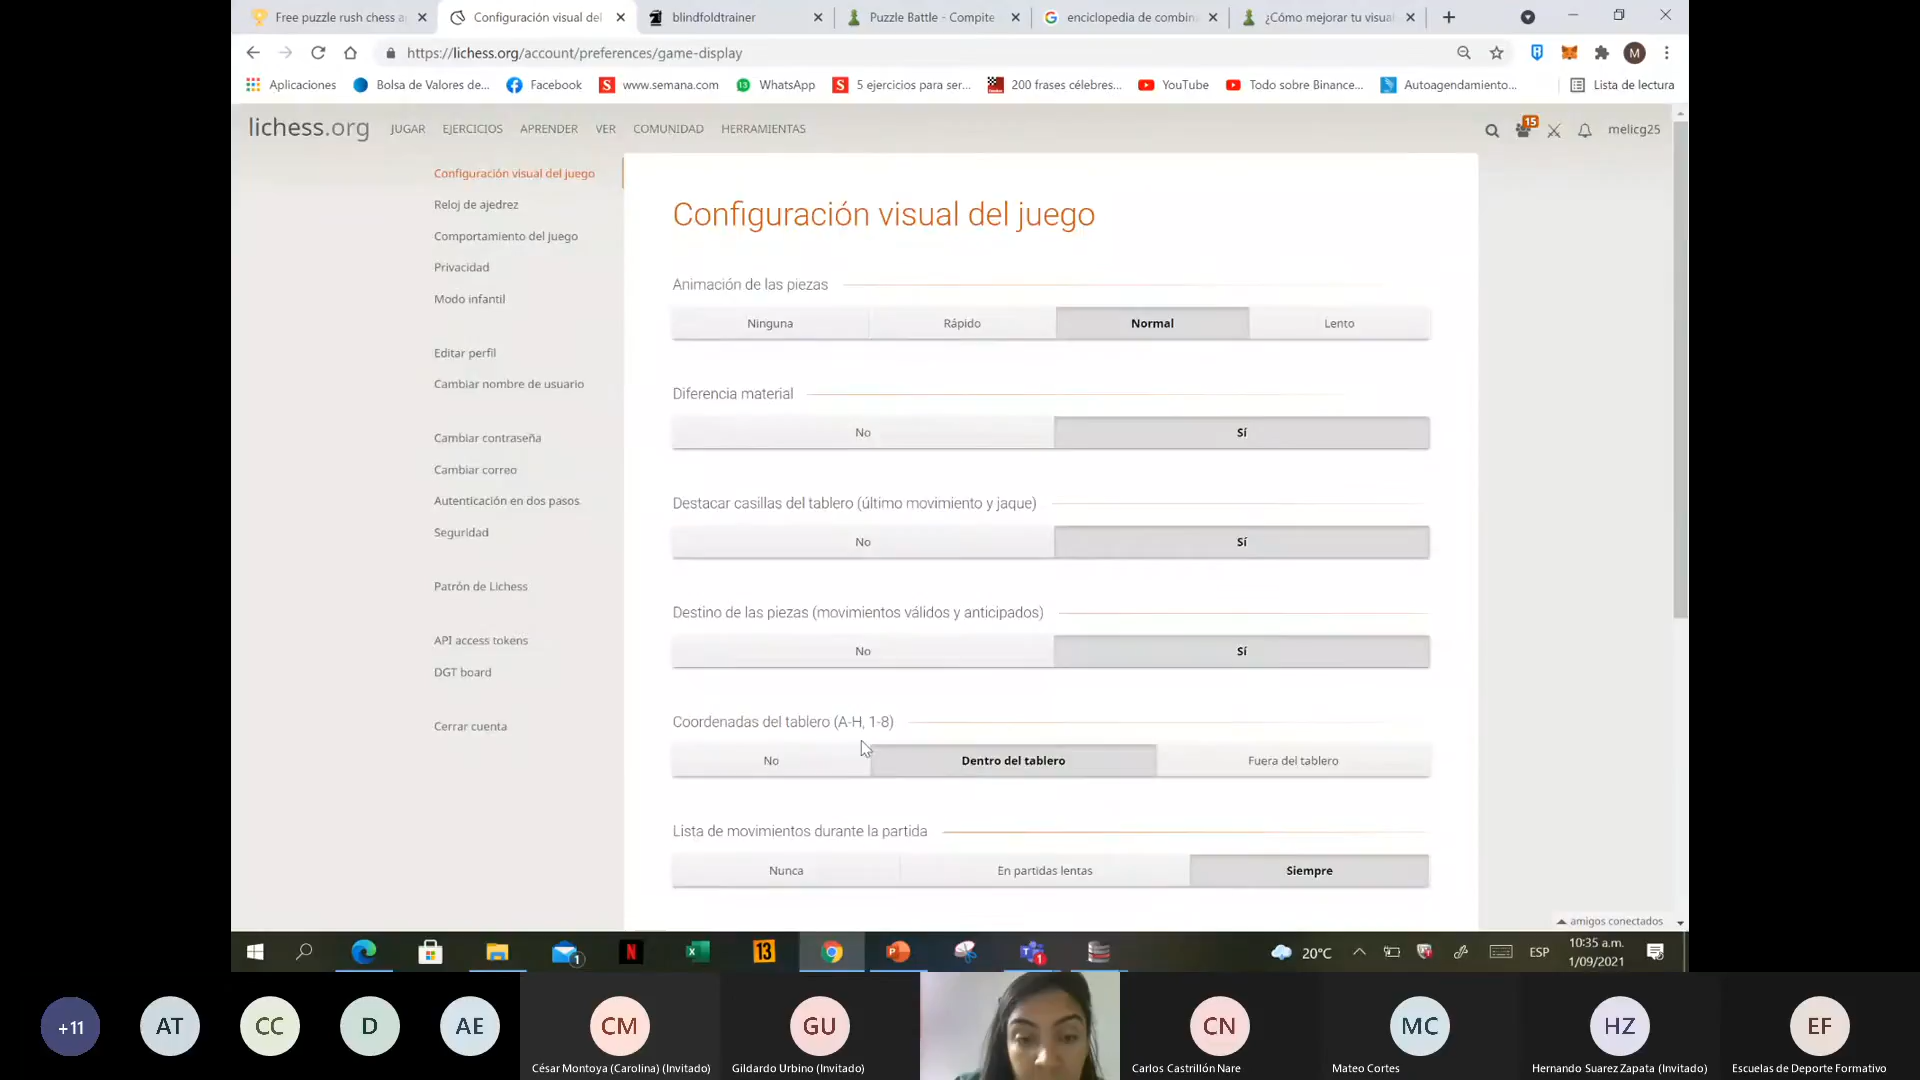 Free puzzle rush chess a
Configuración visual del
blindfoldtrainer
Puzzle Battle - Compite
enciclopedia de combin
¿Cómo mejorar tu visual
https://lichess.org/account/preferences/game-display
M
Aplicaciones
Bolsa de Valores de...
Facebook
www.semana.com
WhatsApp
5 ejercicios para ser...
200 frases célebres...
YouTube
Todo sobre Binance...
Autoagendamiento...
Lista de lectura
lichess.org
JUGAR
EJERCICIOS
APRENDER
VER
COMUNIDAD
HERRAMIENTAS
15
melicg25
Configuración visual del juego
Reloj de ajedrez
Comportamiento del juego
Privacidad
Modo infantil
Editar perfil
Cambiar nombre de usuario
Cambiar contraseña
Cambiar correo
Autenticación en dos pasos
Seguridad
Patrón de Lichess
API access tokens
DGT board
Cerrar cuenta
Configuración visual del juego
Animación de las piezas
Ninguna
Rápido
Normal
Lento
Diferencia material
No
Sí
Destacar casillas del tablero (último movimiento y jaque)
No
Sí
Destino de las piezas (movimientos válidos y anticipados)
No
Sí
Coordenadas del tablero (A-H, 1-8)
No
Dentro del tablero
Fuera del tablero
Lista de movimientos durante la partida
Nunca
En partidas lentas
Siempre
amigos conectados
13
20°C
ESP
10:35 a.m.
1/09/2021
+11
AT
CC
D
AE
CM
César Montoya (Carolina) (Invitado)
GU
Gildardo Urbino (Invitado)
CN
Carlos Castrillón Nare
MC
Mateo Cortes
HZ
Hernando Suarez Zapata (Invitado)
EF
Escuelas de Deporte Formativo